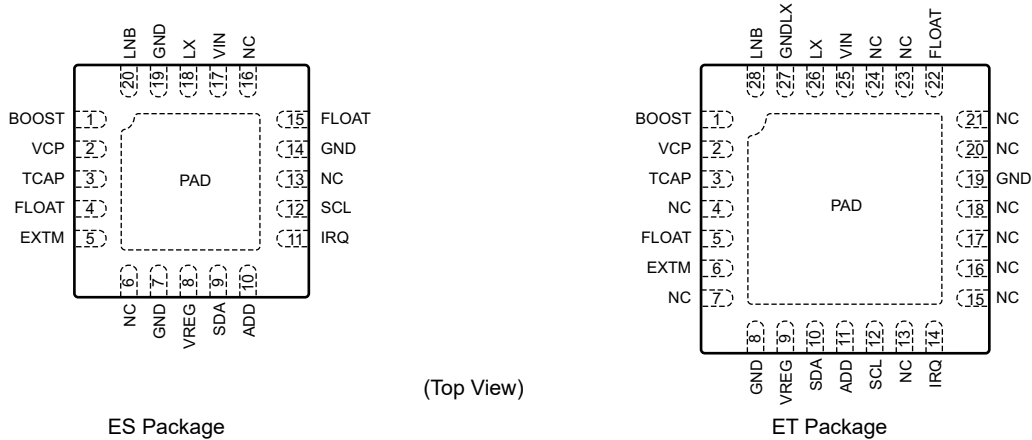 LNB GND LX VIN NC
20 19 18 17 16
BOOST 1
VCP 2
TCAP 3
FLOAT 4
EXTM 5
PAD
15 FLOAT
14 GND
13 NC
12 SCL
11 IRQ
6 7 8 9 10
NC GND VREG SDA ADD
ES Package
(Top View)
LNB GNDLX LX VIN NC NC FLOAT
28 27 26 25 24 23 22
BOOST 1
VCP 2
TCAP 3
NC 4
FLOAT 5
EXTM 6
NC 7
PAD
21 NC
20 NC
19 GND
18 NC
17 NC
16 NC
15 NC
8 9 10 11 12 13 14
GND VREG SDA ADD SCL NC IRQ
ET Package